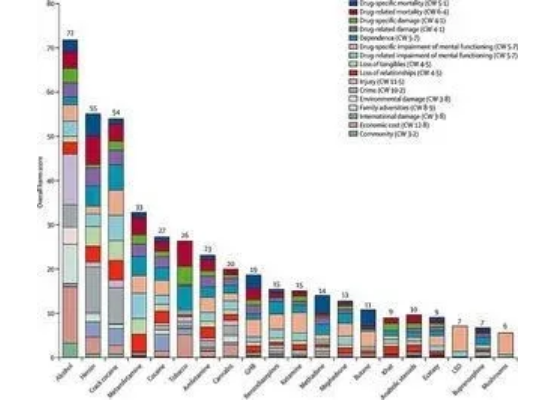 Drug-specific mortality (CW 5·1)
Drug-related mortality (CW 6·4)
Drug-specific damage (CW 4·1)
Drug-related damage (CW 4·1)
Dependence (CW 5·7)
Drug-specific impairment of mental functioning (CW 5·7)
Drug-related impairment of mental functioning (CW 5·7)
Loss of tangibles (CW 4·5)
Loss of relationships (CW 4·5)
Injury (CW 11·5)
Crime (CW 10·2)
Environmental damage (CW 3·8)
Family adversities (CW 8·9)
International damage (CW 3·8)
Economic cost (CW 12·8)
Community (CW 3·2)
Overall harm score
80
70
60
50
40
30
20
10
0
72
55
54
33
27
26
23
20
19
15
15
14
13
11
9
10
9
7
7
6
Alcohol
Heroin
Crack cocaine
Metamfetamine
Cocaine
Tobacco
Amfetamine
Cannabis
GHB
Benzodiazepines
Ketamine
Methadone
Mephedrone
Butane
Khat
Anabolic steroids
Ecstasy
LSD
Buprenorphine
Mushrooms